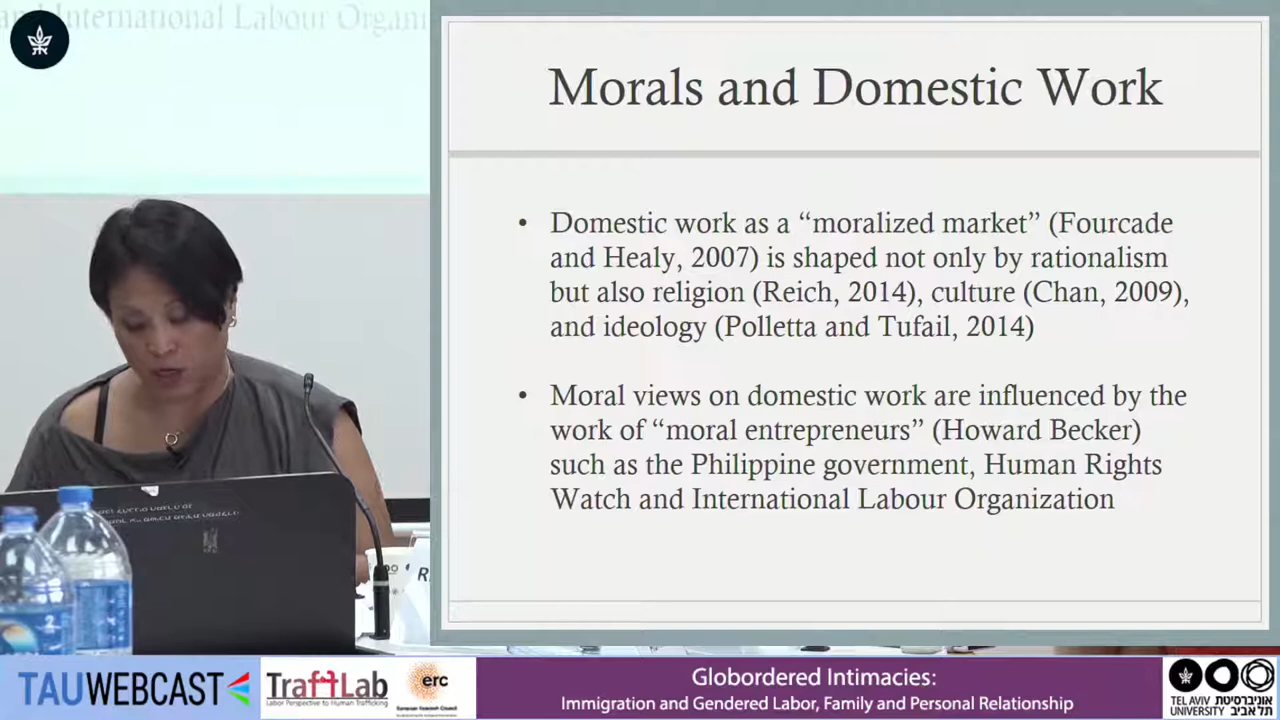 and International Labour Organi
Morals and Domestic Work
• Domestic work as a “moralized market” (Fourcade
and Healy, 2007) is shaped not only by rationalism
but also religion (Reich, 2014), culture (Chan, 2009),
and ideology (Polletta and Tufail, 2014)
• Moral views on domestic work are influenced by the
work of “moral entrepreneurs” (Howard Becker)
such as the Philippine government, Human Rights
Watch and International Labour Organization
R
TAUWEBCAST
TraffLab
Labor Perspective to Human Trafficking
erc
European Research Council
Globordered Intimacies:
Immigration and Gendered Labor, Family and Personal Relationship
TEL AVIV
UNIVERSITY
אוניברסיטת
תל אביב